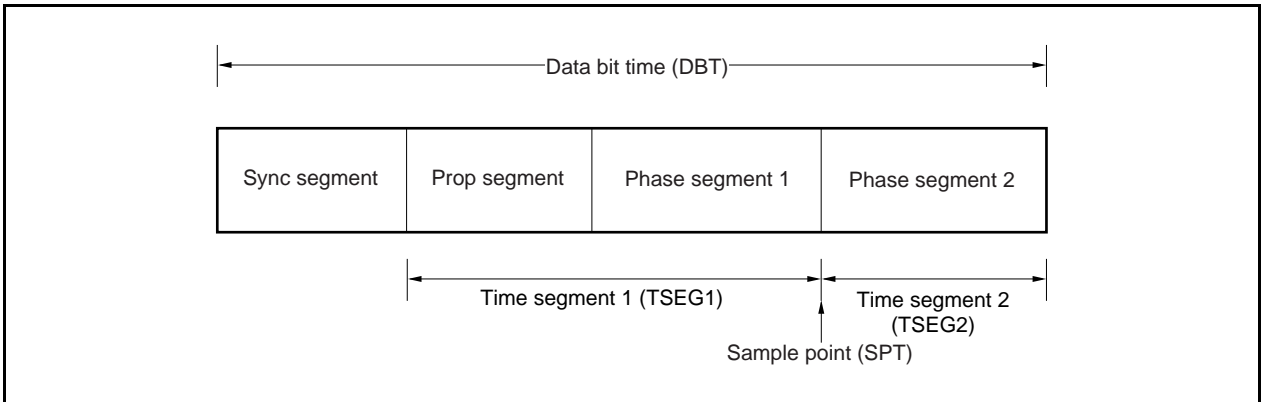 Data bit time (DBT)
Sync segment
Prop segment
Phase segment 1
Phase segment 2
Time segment 1 (TSEG1)
Time segment 2
(TSEG2)
Sample point (SPT)